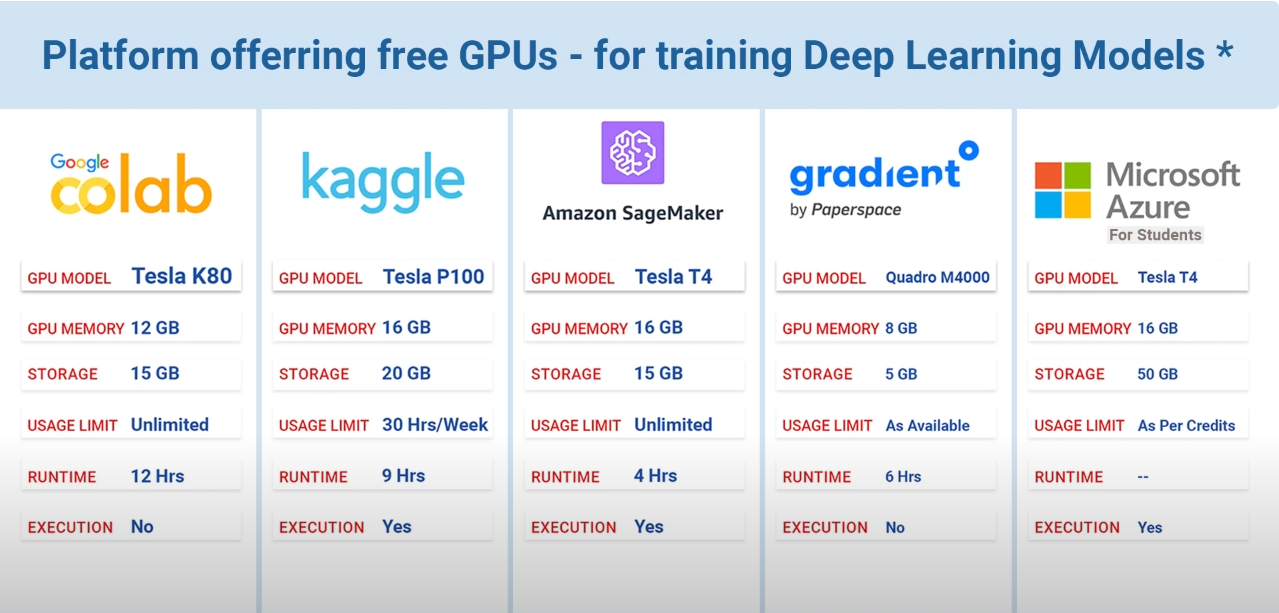 Platform offerring free GPUs - for training Deep Learning Models *
Google
colab
GPU MODEL Tesla K80
GPU MEMORY 12 GB
STORAGE 15 GB
USAGE LIMIT Unlimited
RUNTIME 12 Hrs
EXECUTION No
kaggle
GPU MODEL Tesla P100
GPU MEMORY 16 GB
STORAGE 20 GB
USAGE LIMIT 30 Hrs/Week
RUNTIME 9 Hrs
EXECUTION Yes
Amazon SageMaker
GPU MODEL Tesla T4
GPU MEMORY 16 GB
STORAGE 15 GB
USAGE LIMIT Unlimited
RUNTIME 4 Hrs
EXECUTION Yes
gradient
by Paperspace
GPU MODEL Quadro M4000
GPU MEMORY 8 GB
STORAGE 5 GB
USAGE LIMIT As Available
RUNTIME 6 Hrs
EXECUTION No
Microsoft
Azure
For Students
GPU MODEL Tesla T4
GPU MEMORY 16 GB
STORAGE 50 GB
USAGE LIMIT As Per Credits
RUNTIME --
EXECUTION Yes